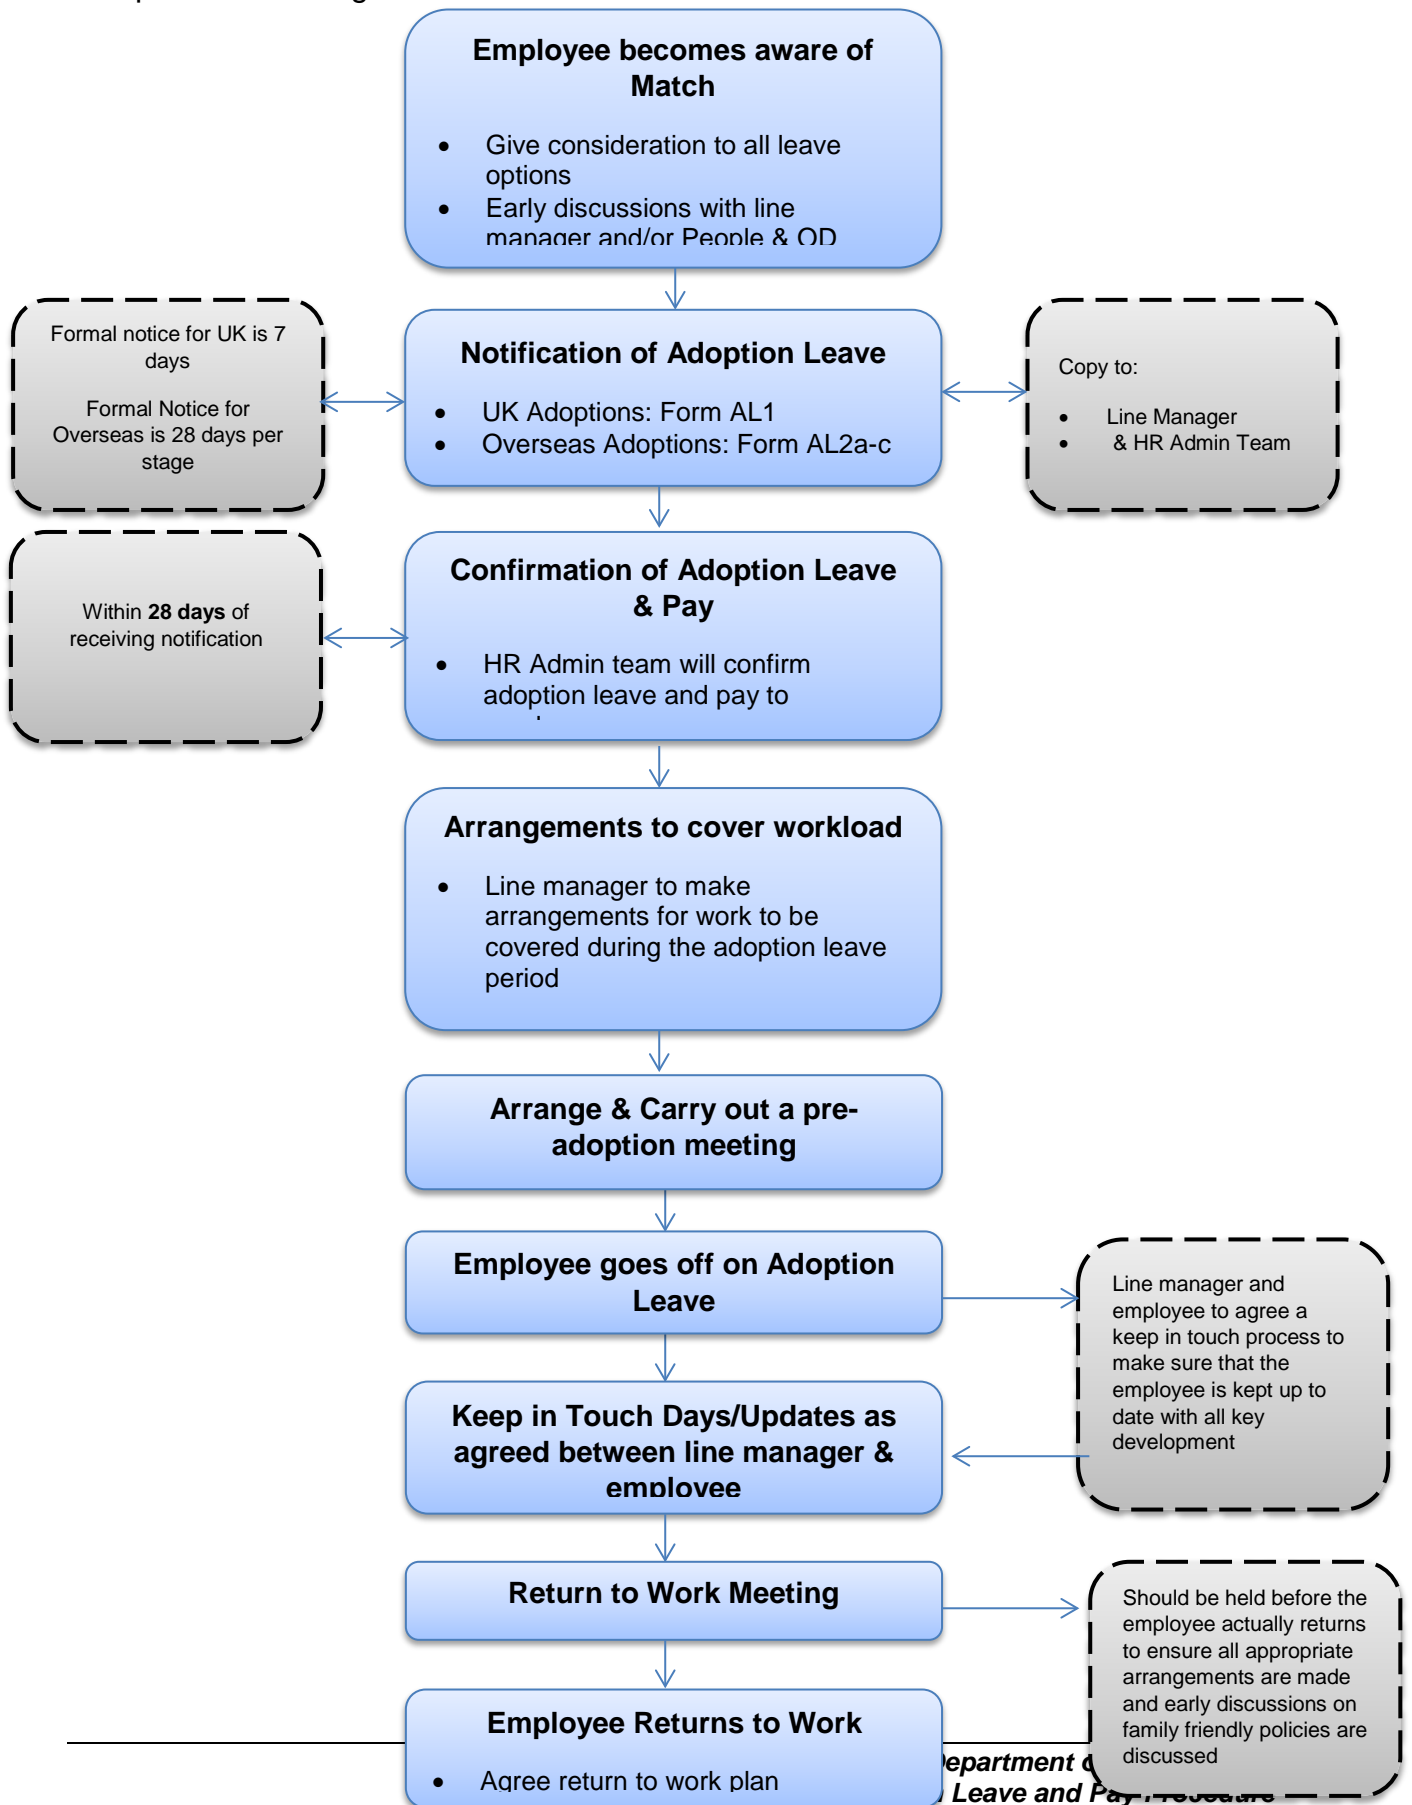 Employee becomes aware of
Match
• Give consideration to all leave
options
• Early discussions with line
manager and/or People & OD
Formal notice for UK is 7
days
Formal Notice for
Overseas is 28 days per
stage
Notification of Adoption Leave
• UK Adoptions: Form AL1
• Overseas Adoptions: Form AL2a-c
Copy to:
• Line Manager
• & HR Admin Team
Within 28 days of
receiving notification
Confirmation of Adoption Leave
& Pay
• HR Admin team will confirm
adoption leave and pay to
Arrangements to cover workload
• Line manager to make
arrangements for work to be
covered during the adoption leave
period
Arrange & Carry out a pre-
adoption meeting
Employee goes off on Adoption
Leave
Line manager and
employee to agree a
keep in touch process to
make sure that the
employee is kept up to
date with all key
development
Keep in Touch Days/Updates as
agreed between line manager &
employee
Return to Work Meeting
Should be held before the
employee actually returns
to ensure all appropriate
arrangements are made
and early discussions on
family friendly policies are
discussed
Employee Returns to Work
• Agree return to work plan
Department
Leave and Pay Procedure